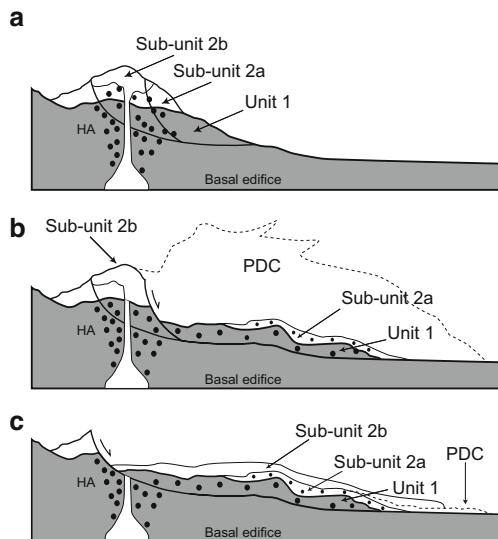 a
Sub-unit 2b
Sub-unit 2a
Unit 1
HA
Basal edifice
b
Sub-unit 2b
PDC
Sub-unit 2a
Unit 1
HA
Basal edifice
c
Sub-unit 2b
PDC
Sub-unit 2a
Unit 1
HA
Basal edifice